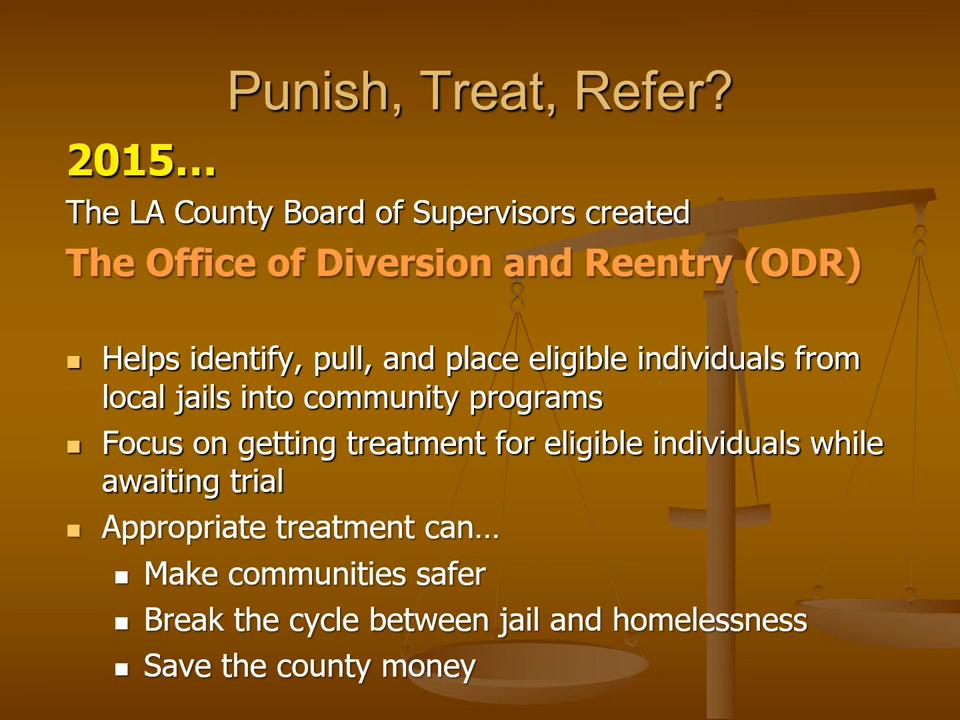 Punish, Treat, Refer?
2015…
The LA County Board of Supervisors created
The Office of Diversion and Reentry (ODR)
Helps identify, pull, and place eligible individuals from
local jails into community programs
Focus on getting treatment for eligible individuals while
awaiting trial
Appropriate treatment can…
Make communities safer
Break the cycle between jail and homelessness
Save the county money